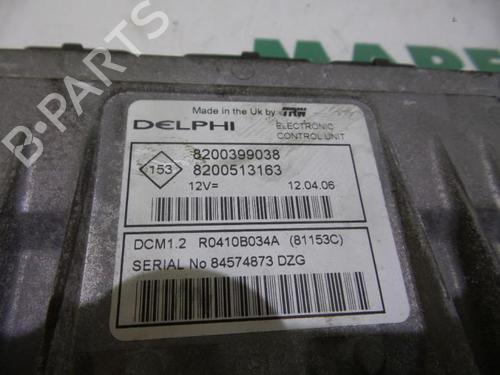 MARE
Made in the Uk by TRW
DELPHI ELECTRONIC CONTROL UNIT
153
8200399038
8200513163
12V= 12.04.06
DCM1.2 R0410B034A (81153C)
SERIAL No 84574873 DZG